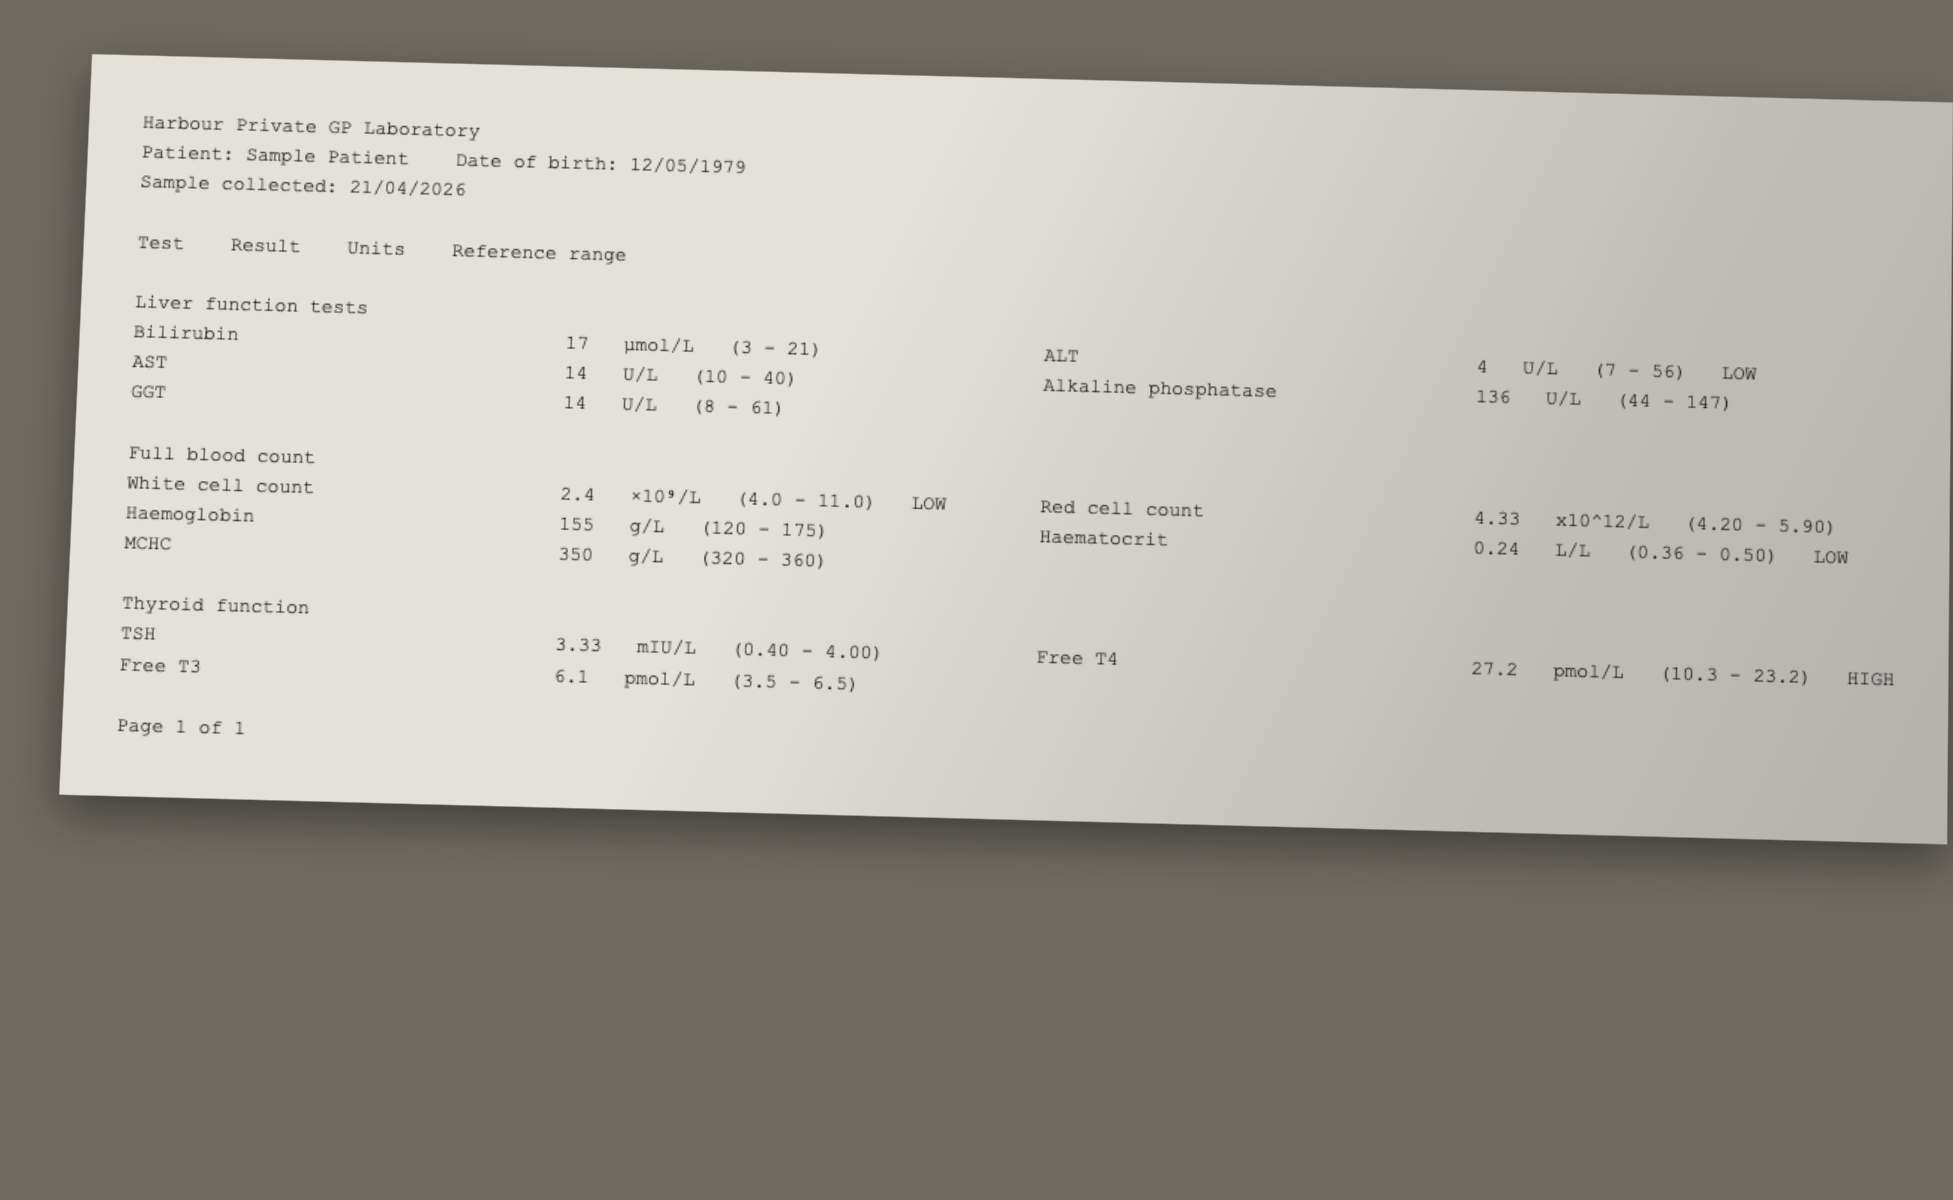 Harbour Private GP Laboratory
Patient: Sample Patient    Date of birth: 12/05/1979
Sample collected: 21/04/2026
Test    Result    Units    Reference range
Liver function tests
Bilirubin    17    µmol/L    (3 - 21)    ALT    4    U/L    (7 - 56)    LOW
AST    14    U/L    (10 - 40)    Alkaline phosphatase    136    U/L    (44 - 147)
GGT    14    U/L    (8 - 61)
Full blood count
White cell count    2.4    ×10⁹/L    (4.0 - 11.0)    LOW    Red cell count    4.33    x10^12/L    (4.20 - 5.90)
Haemoglobin    155    g/L    (120 - 175)    Haematocrit    0.24    L/L    (0.36 - 0.50)    LOW
MCHC    350    g/L    (320 - 360)
Thyroid function
TSH    3.33    mIU/L    (0.40 - 4.00)    Free T4    27.2    pmol/L    (10.3 - 23.2)    HIGH
Free T3    6.1    pmol/L    (3.5 - 6.5)
Page 1 of 1